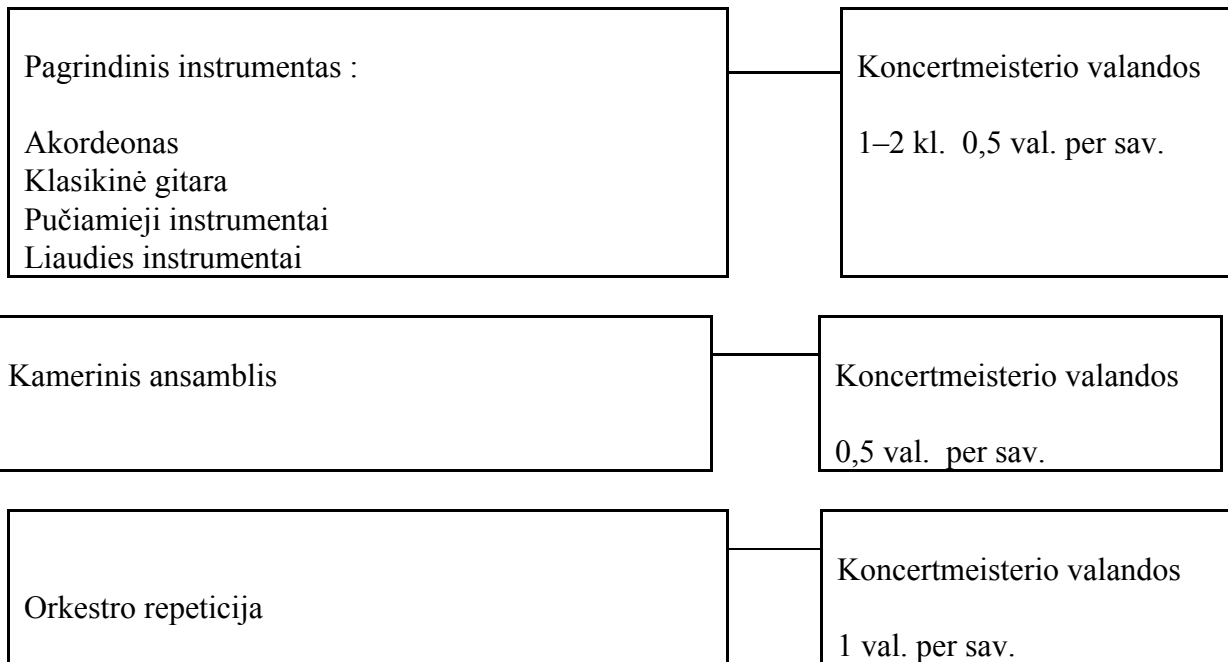 Pagrindinis instrumentas :
Akordeonas
Klasikinė gitara
Pučiamieji instrumentai
Liaudies instrumentai
Koncertmeisterio valandos
1–2 kl. 0,5 val. per sav.
Kamerinis ansamblis
Koncertmeisterio valandos
0,5 val. per sav.
Orkestro repeticija
Koncertmeisterio valandos
1 val. per sav.